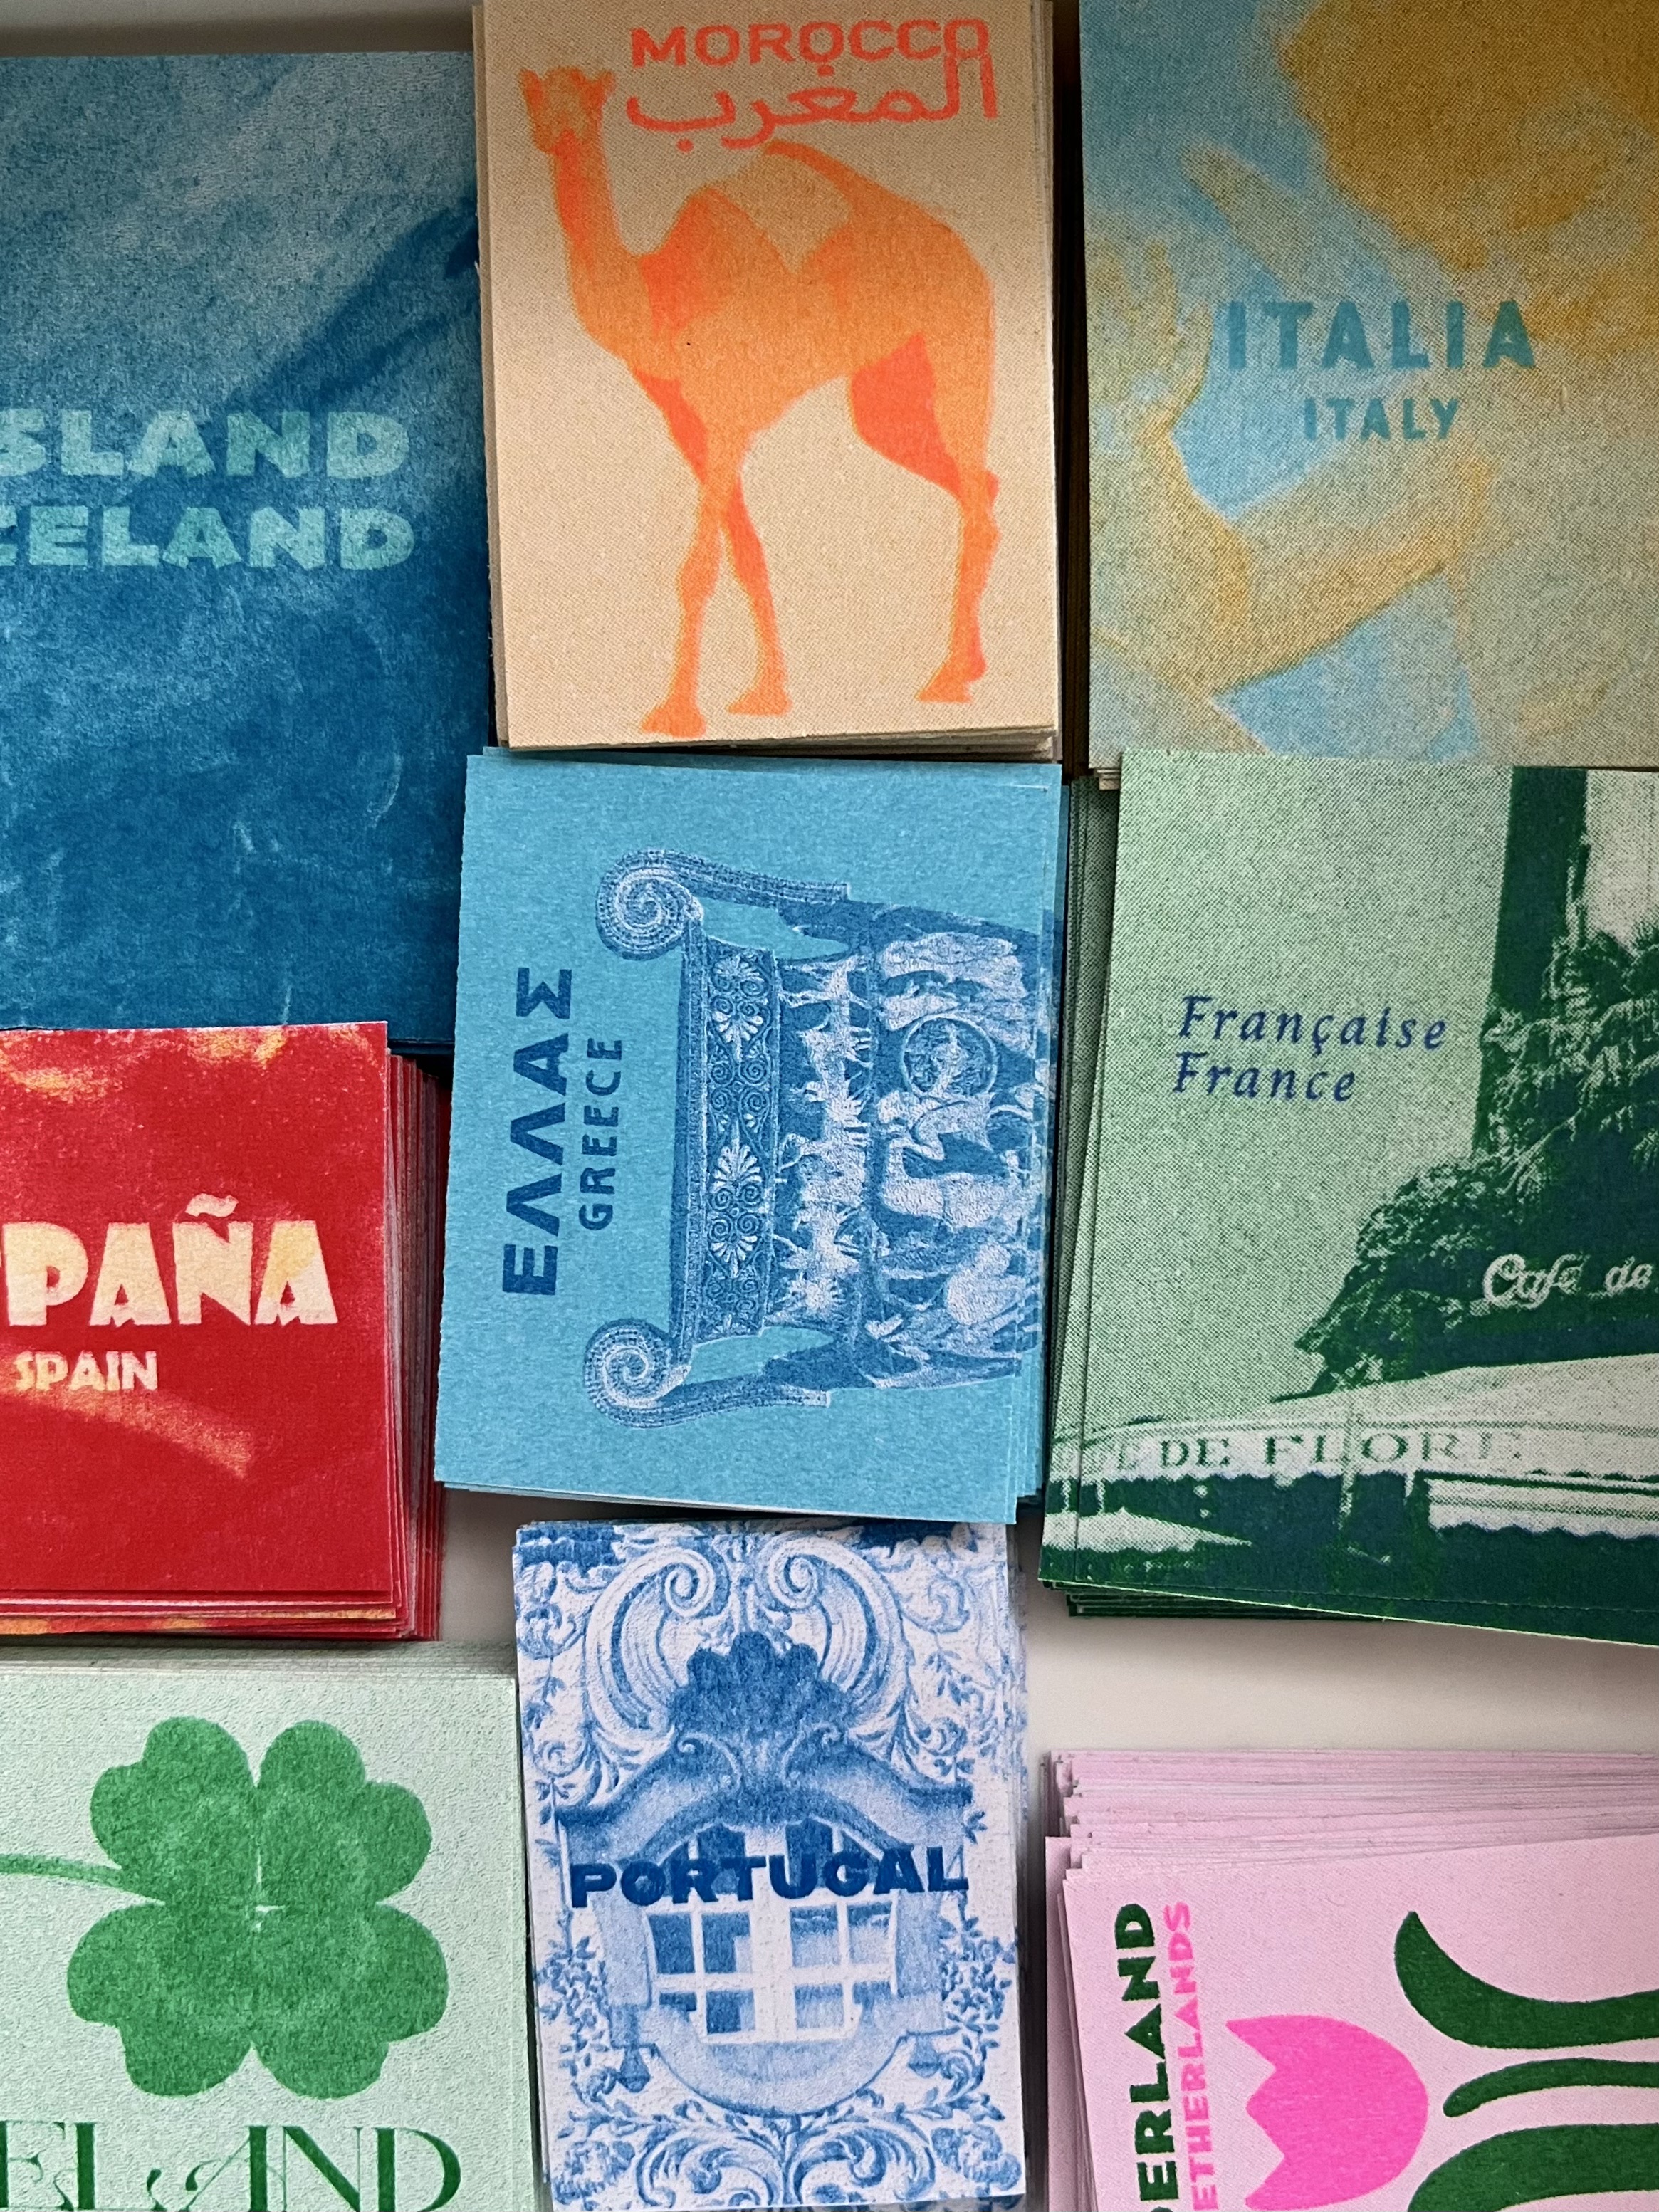 MOROCCO
المغرب
SLAND
CELAND
ITALIA
ITALY
ΕΛΛΑΣ
GREECE
Française
France
Café de
DE FLORE
PAÑA
SPAIN
PORTUGAL
ELAND
ERLAND
ETHERLANDS